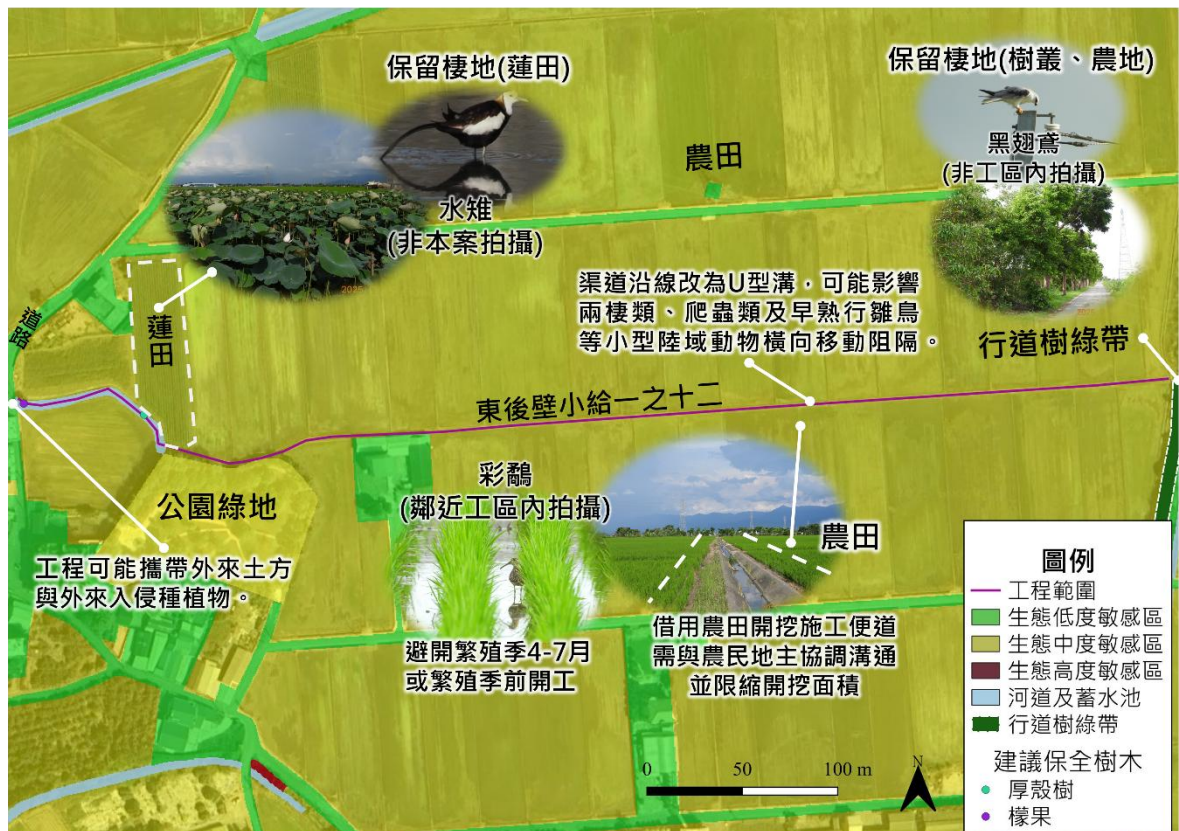 保留棲地(蓮田)
水雉
(非本案拍攝)
保留棲地(樹叢、農地)
黑翅鳶
(非工區內拍攝)
農田
渠道沿線改為U型溝，可能影響
兩棲類、爬蟲類及早熟行雛鳥
等小型陸域動物橫向移動阻隔。
行道樹綠帶
道路
蓮田
東後壁小給一之十二
公園綠地
工程可能攜帶外來土方
與外來入侵種植物。
彩鷸
(鄰近工區內拍攝)
避開繁殖季4-7月
或繁殖季前開工
農田
借用農田開挖施工便道
需與農民地主協調溝通
並限縮開挖面積
0 50 100 m
N
圖例
工程範圍
生態低度敏感區
生態中度敏感區
生態高度敏感區
河道及蓄水池
行道樹綠帶
建議保全樹木
厚殼樹
檬果